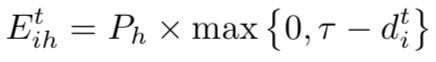 $E_{ih}^{t} = P_h \times \max \{0, \tau - d_i^t\}$